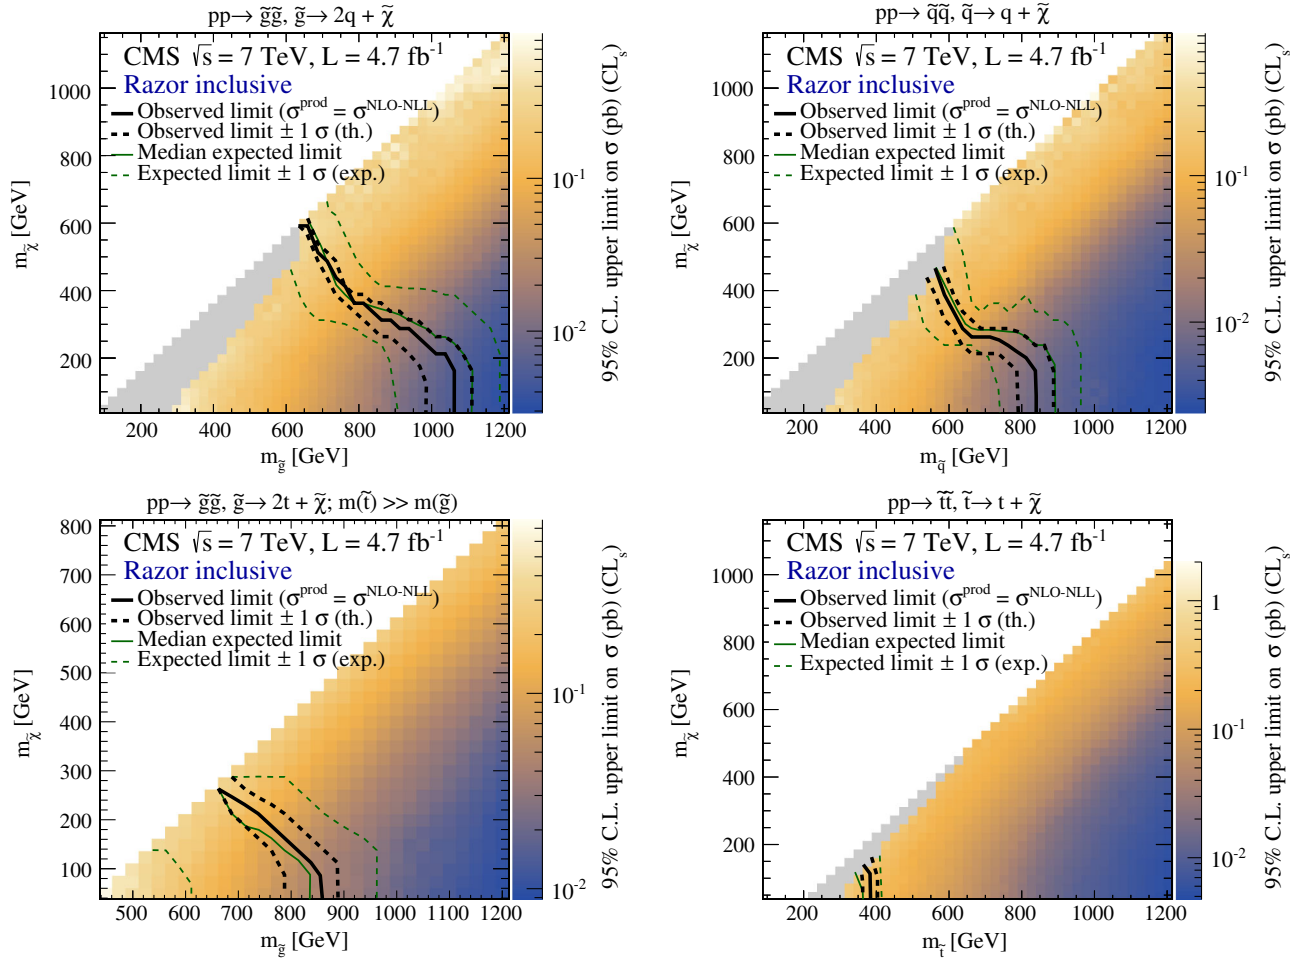 pp→ g̃g̃, g̃→ 2q + χ̃
CMS √s = 7 TeV, L = 4.7 fb⁻¹
Razor inclusive
Observed limit (σ^prod = σ^NLO-NLL)
Observed limit ± 1 σ (th.)
Median expected limit
Expected limit ± 1 σ (exp.)
1000
800
600
400
200
m_χ̃ [GeV]
200 400 600 800 1000 1200
m_g̃ [GeV]
10⁻¹
10⁻²
95% C.L. upper limit on σ (pb) (CL_s)
pp→ q̃q̃, q̃→ q + χ̃
CMS √s = 7 TeV, L = 4.7 fb⁻¹
Razor inclusive
Observed limit (σ^prod = σ^NLO-NLL)
Observed limit ± 1 σ (th.)
Median expected limit
Expected limit ± 1 σ (exp.)
1000
800
600
400
200
m_χ̃ [GeV]
200 400 600 800 1000 1200
m_q̃ [GeV]
10⁻¹
10⁻²
95% C.L. upper limit on σ (pb) (CL_s)
pp→ g̃g̃, g̃→ 2t + χ̃; m(t̃) >> m(g̃)
CMS √s = 7 TeV, L = 4.7 fb⁻¹
Razor inclusive
Observed limit (σ^prod = σ^NLO-NLL)
Observed limit ± 1 σ (th.)
Median expected limit
Expected limit ± 1 σ (exp.)
800
700
600
500
400
300
200
100
m_χ̃ [GeV]
500 600 700 800 900 1000 1100 1200
m_g̃ [GeV]
10⁻¹
10⁻²
95% C.L. upper limit on σ (pb) (CL_s)
pp→ t̃t̃, t̃→ t + χ̃
CMS √s = 7 TeV, L = 4.7 fb⁻¹
Razor inclusive
Observed limit (σ^prod = σ^NLO-NLL)
Observed limit ± 1 σ (th.)
Median expected limit
Expected limit ± 1 σ (exp.)
1000
800
600
400
200
m_χ̃ [GeV]
200 400 600 800 1000 1200
m_t̃ [GeV]
1
10⁻¹
10⁻²
95% C.L. upper limit on σ (pb) (CL_s)